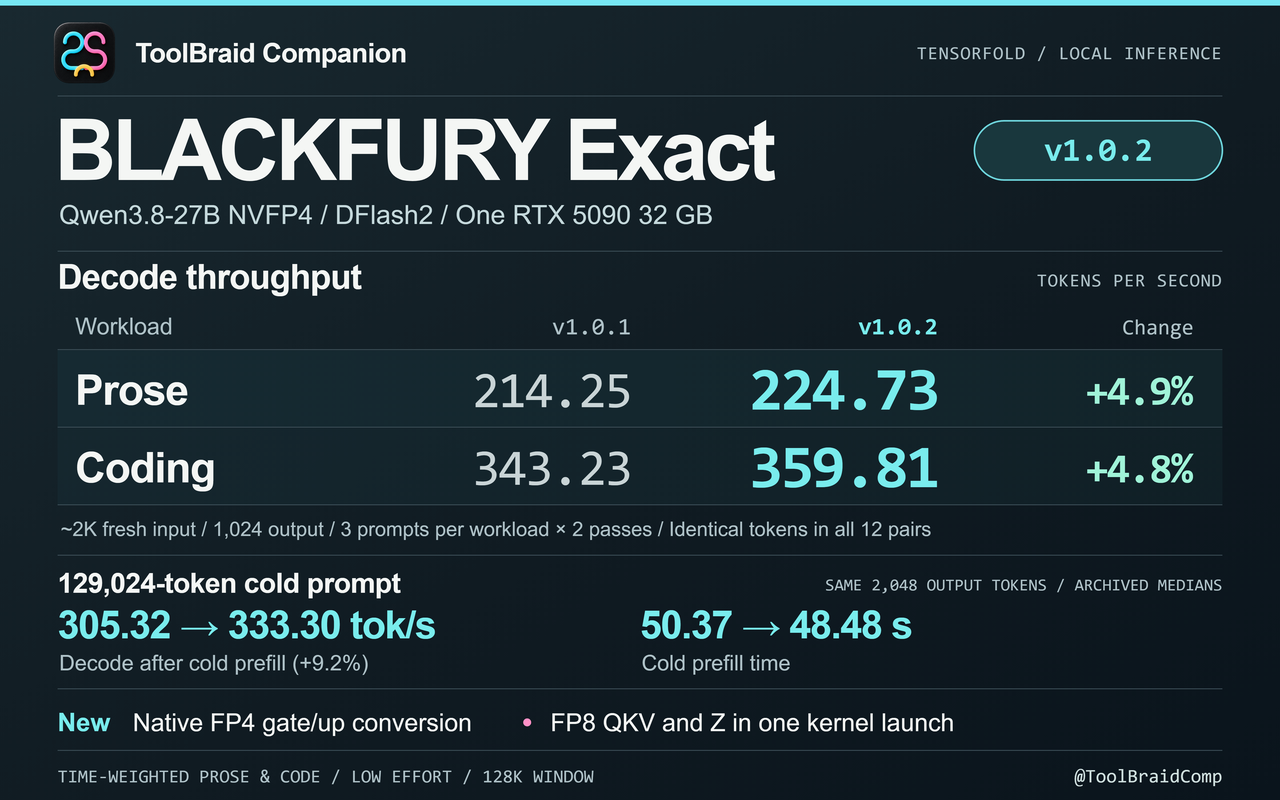 ToolBraid Companion
TENSORFOLD / LOCAL INFERENCE
BLACKFURY Exact
v1.0.2
Qwen3.8-27B NVFP4 / DFlash2 / One RTX 5090 32 GB
Decode throughput
TOKENS PER SECOND
Workload v1.0.1 v1.0.2 Change
Prose 214.25 224.73 +4.9%
Coding 343.23 359.81 +4.8%
~2K fresh input / 1,024 output / 3 prompts per workload × 2 passes / Identical tokens in all 12 pairs
129,024-token cold prompt
SAME 2,048 OUTPUT TOKENS / ARCHIVED MEDIANS
305.32 → 333.30 tok/s
Decode after cold prefill (+9.2%)
50.37 → 48.48 s
Cold prefill time
New Native FP4 gate/up conversion • FP8 QKV and Z in one kernel launch
TIME-WEIGHTED PROSE & CODE / LOW EFFORT / 128K WINDOW
@ToolBraidComp